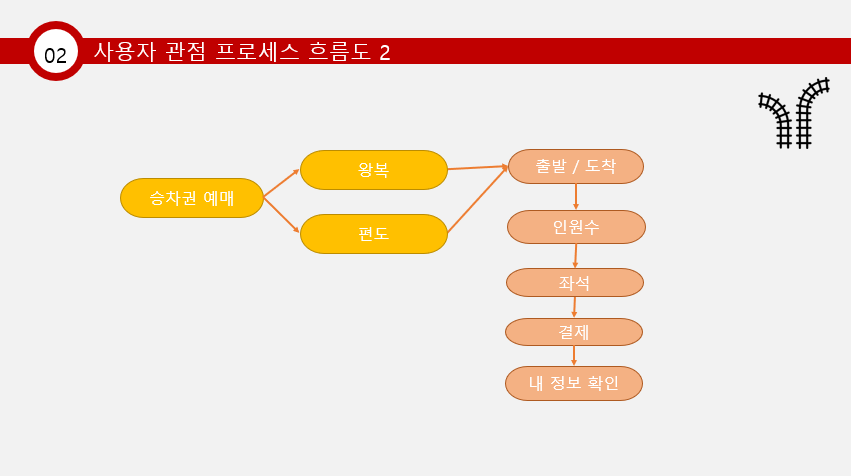 02
사용자 관점 프로세스 흐름도 2
승차권 예매
왕복
편도
출발 / 도착
인원수
좌석
결제
내 정보 확인